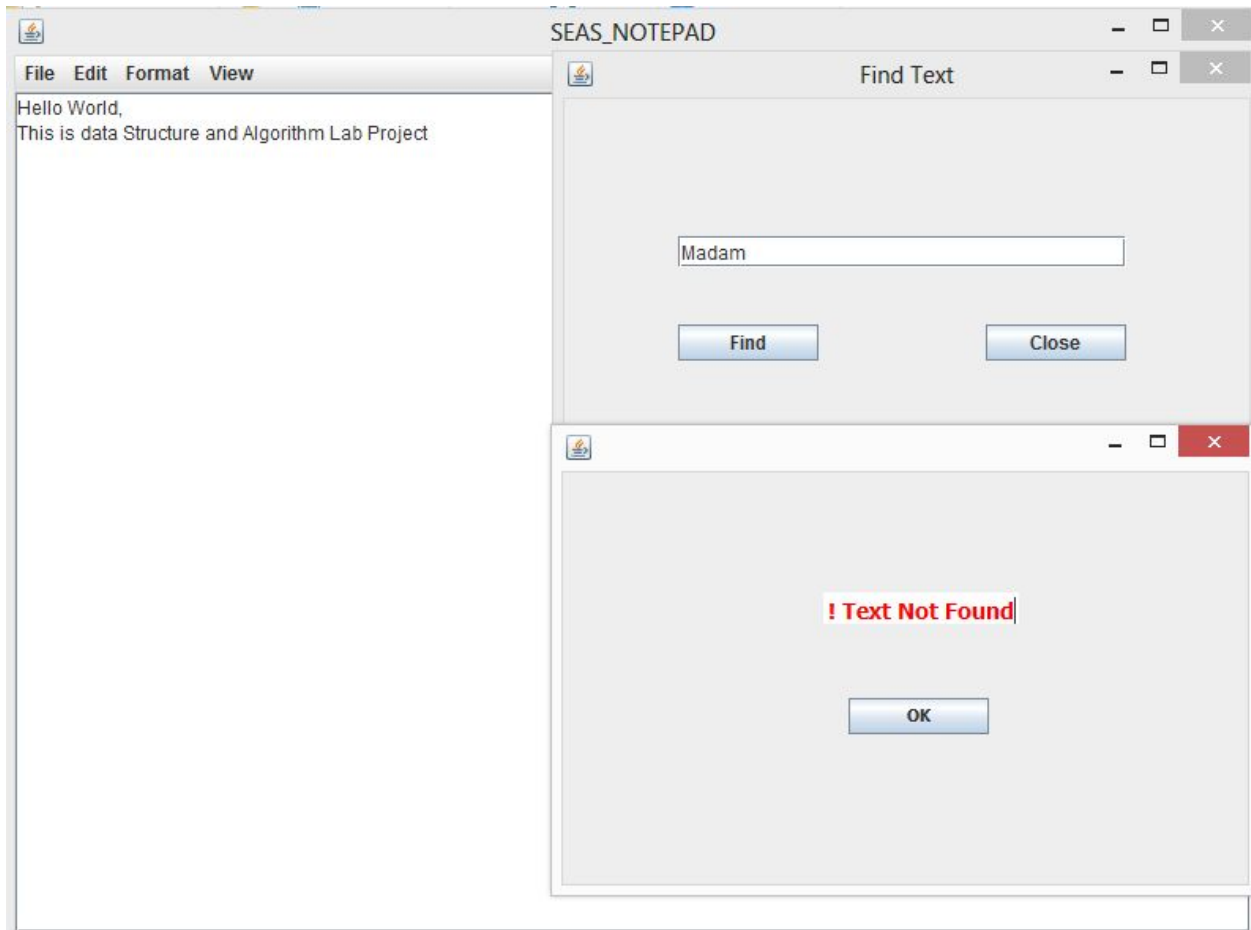 SEAS_NOTEPAD
File Edit Format View
Hello World,
This is data Structure and Algorithm Lab Project
Find Text
Madam
Find Close
! Text Not Found
OK